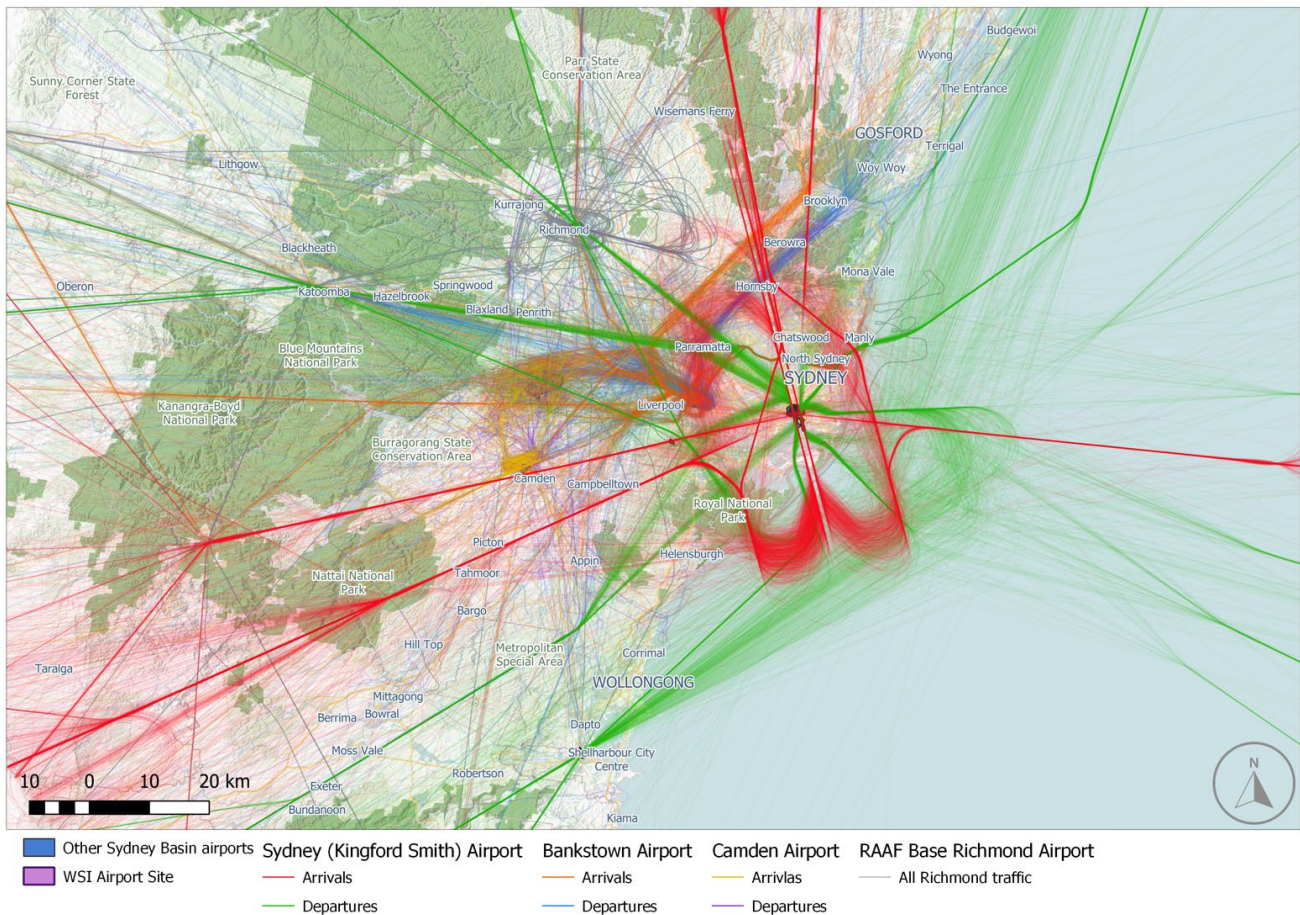 Budgewoi
Wyong
Parr State
Conservation Area
Sunny Corner State
Forest
The Entrance
Wisemans Ferry
GOSFORD
Terrigal
Lithgow
Woy Woy
Kurrajong
Brooklyn
Richmond
Berowra
Blackheath
Mona Vale
Oberon
Katoomba
Hazelbrook
Springwood
Hornsby
Blaxland
Penrith
Chatswood
Manly
Parramatta
Blue Mountains
National Park
North Sydney
SYDNEY
Kanangra-Boyd
National Park
Liverpool
Burragorang State
Conservation Area
Camden
Campbelltown
Royal National
Park
Picton
Helensburgh
Appin
Nattai National
Park
Tahmoor
Bargo
Hill Top
Metropolitan
Special Area
Corrimal
Taralga
WOLLONGONG
Mittagong
Berrima
Bowral
Dapto
Moss Vale
Shellharbour City
Centre
Robertson
Exeter
Bundanoon
Kiama
10 0 10 20 km
N
Other Sydney Basin airports
WSI Airport Site
Sydney (Kingford Smith) Airport
Arrivals
Departures
Bankstown Airport
Arrivals
Departures
Camden Airport
Arrivlas
Departures
RAAF Base Richmond Airport
All Richmond traffic